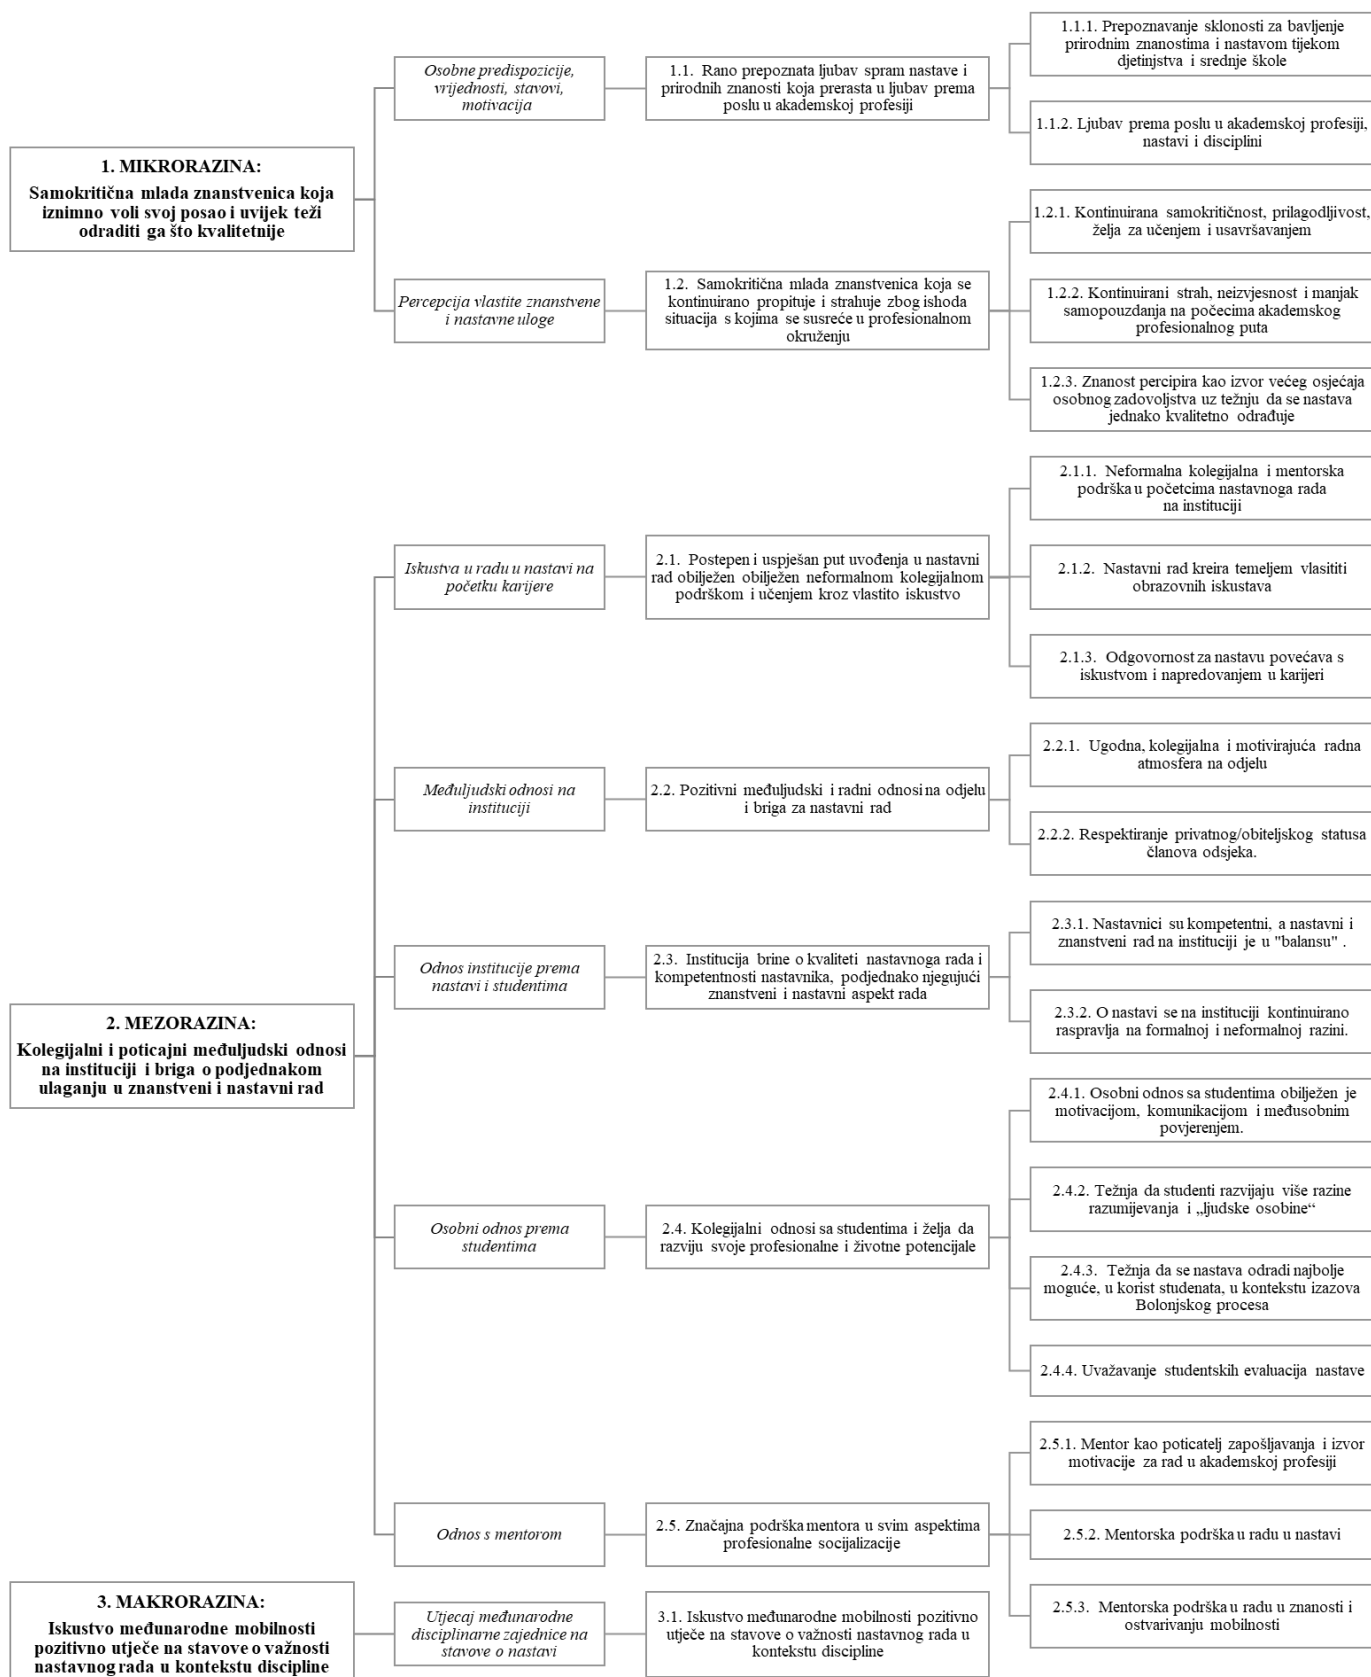 1. MIKRORAZINA:
Samokritična mlada znanstvenica koja
iznimno voli svoj posao i uvijek teži
odraditi ga što kvalitetnije
Osobne predispozicije,
vrijednosti, stavovi,
motivacija
1.1. Rano prepoznata ljubav spram nastave i
prirodnih znanosti koja prerasta u ljubav prema
poslu u akademskoj profesiji
1.1.1. Prepoznavanje sklonosti za bavljenje
prirodnim znanostima i nastavom tijekom
djetinjstva i srednje škole
1.1.2. Ljubav prema poslu u akademskoj profesiji,
nastavi i disciplini
Percepcija vlastite znanstvene
i nastavne uloge
1.2. Samokritična mlada znanstvenica koja se
kontinuirano propituje i strahuje zbog ishoda
situacija s kojima se susreće u profesionalnom
okruženju
1.2.1. Kontinuirana samokritičnost, prilagodljivost,
želja za učenjem i usavršavanjem
1.2.2. Kontinuirani strah, neizvjesnost i manjak
samopouzdanja na počecima akademskog
profesionalnog puta
1.2.3. Znanost percipira kao izvor većeg osjećaja
osobnog zadovoljstva uz težnju da se nastava
jednako kvalitetno odrađuje
2. MEZORAZINA:
Kolegijalni i poticajni međuljudski odnosi
na instituciji i briga o podjednakom
ulaganju u znanstveni i nastavni rad
Iskustva u radu u nastavi na
početku karijere
2.1. Postepen i uspješan put uvođenja u nastavni
rad obilježen obilježen neformalnom kolegijalnom
podrškom i učenjem kroz vlastito iskustvo
2.1.1. Neformalna kolegijalna i mentorska
podrška u početcima nastavnoga rada
na instituciji
2.1.2. Nastavni rad kreira temeljem vlasititi
obrazovnih iskustava
2.1.3. Odgovornost za nastavu povećava s
iskustvom i napredovanjem u karijeri
Međuljudski odnosi na
instituciji
2.2. Pozitivni međuljudski i radni odnosi na odjelu
i briga za nastavni rad
2.2.1. Ugodna, kolegijalna i motivirajuća radna
atmosfera na odjelu
2.2.2. Respektiranje privatnog/obiteljskog statusa
članova odsjeka.
Odnos institucije prema
nastavi i studentima
2.3. Institucija brine o kvaliteti nastavnoga rada i
kompetentnosti nastavnika, podjednako njegujući
znanstveni i nastavni aspekt rada
2.3.1. Nastavnici su kompetentni, a nastavni i
znanstveni rad na instituciji je u "balansu" .
2.3.2. O nastavi se na instituciji kontinuirano
raspravlja na formalnoj i neformalnoj razini.
Osobni odnos prema
studentima
2.4. Kolegijalni odnosi sa studentima i želja da
razviju svoje profesionalne i životne potencijale
2.4.1. Osobni odnos sa studentima obilježen je
motivacijom, komunikacijom i međusobnim
povjerenjem.
2.4.2. Težnja da studenti razvijaju više razine
razumijevanja i „ljudske osobine“
2.4.3. Težnja da se nastava odradi najbolje
moguće, u korist studenata, u kontekstu izazova
Bolonjskog procesa
2.4.4. Uvažavanje studentskih evaluacija nastave
Odnos s mentorom
2.5. Značajna podrška mentora u svim aspektima
profesionalne socijalizacije
2.5.1. Mentor kao poticatelj zapošljavanja i izvor
motivacije za rad u akademskoj profesiji
2.5.2. Mentorska podrška u radu u nastavi
2.5.3. Mentorska podrška u radu u znanosti i
ostvarivanju mobilnosti
3. MAKRORAZINA:
Iskustvo međunarodne mobilnosti
pozitivno utječe na stavove o važnosti
nastavnog rada u kontekstu discipline
Utjecaj međunarodne
disciplinarne zajednice na
stavove o nastavi
3.1. Iskustvo međunarodne mobilnosti pozitivno
utječe na stavove o važnosti nastavnog rada u
kontekstu discipline